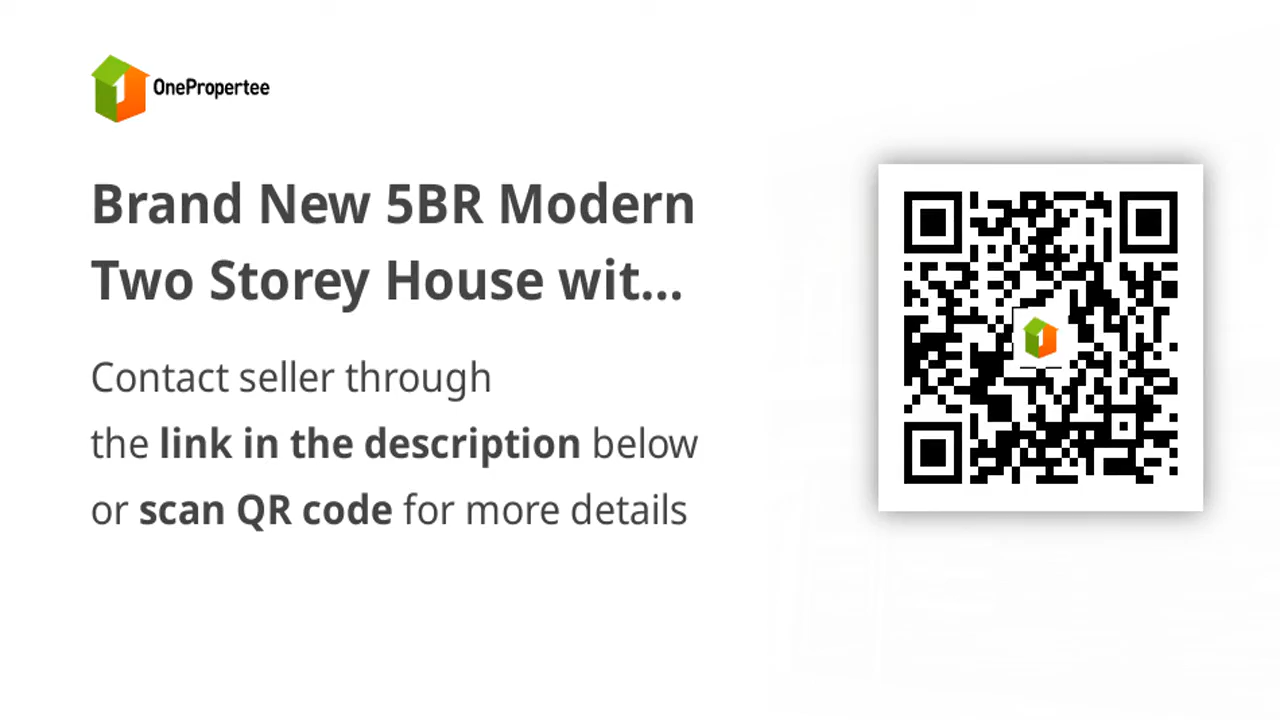 OnePropertee
Brand New 5BR Modern
Two Storey House wit...
Contact seller through
the link in the description below
or scan QR code for more details